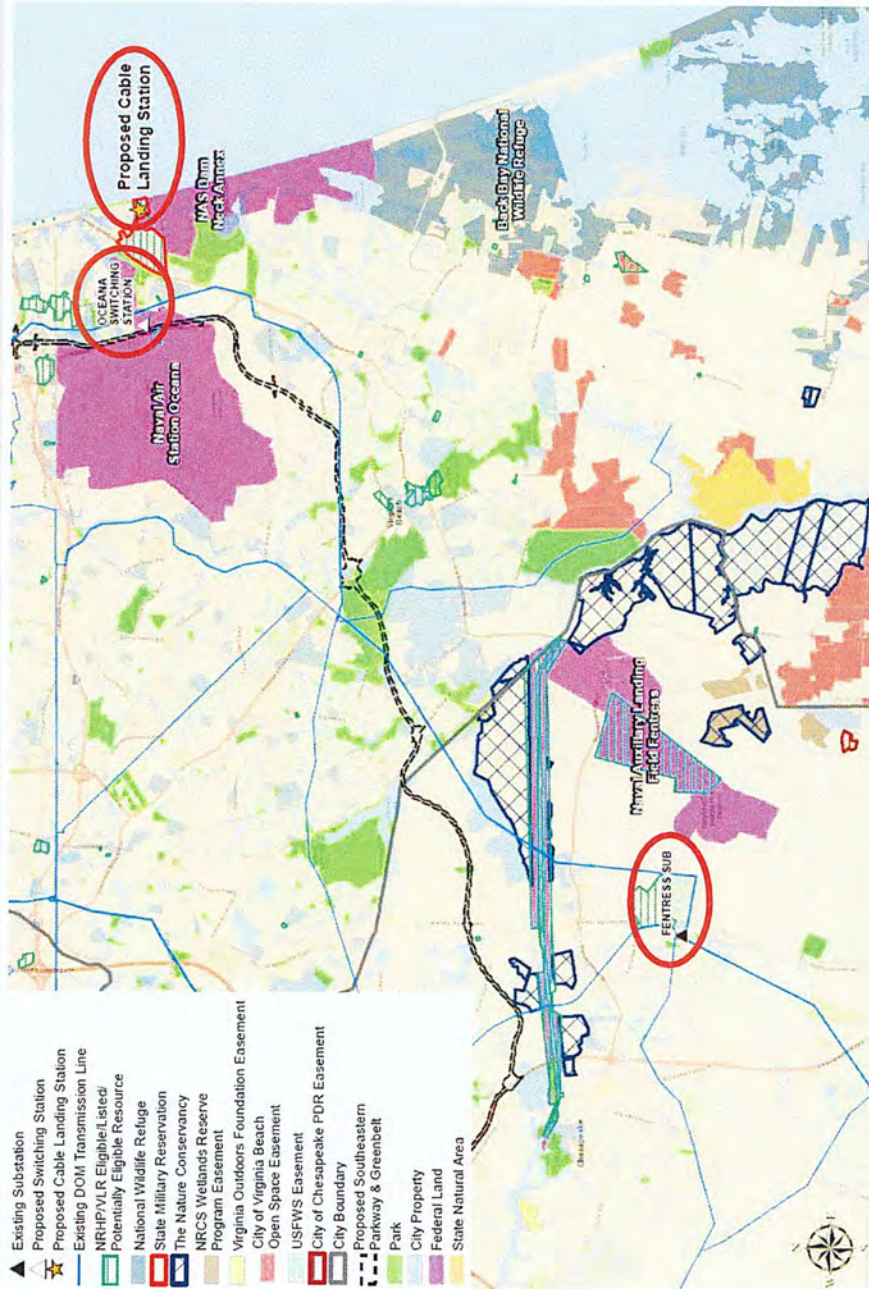 Existing Substation
Proposed Switching Station
Proposed Cable Landing Station
Existing DOM Transmission Line
NRHP/VLR Eligible/Listed/
Potentially Eligible Resource
National Wildlife Refuge
State Military Reservation
The Nature Conservancy
NRCS Wetlands Reserve
Program Easement
Virginia Outdoors Foundation Easement
City of Virginia Beach
Open Space Easement
USFWS Easement
City of Chesapeake PDR Easement
City Boundary
Proposed Southeastern
Parkway & Greenbelt
Park
City Property
Federal Land
State Natural Area
Proposed Cable
Landing Station
OCEANA
SWITCHING
STATION
NAS Dam
Neck Annex
Naval Air
Station Oceana
Back Bay National
Wildlife Refuge
Virginia
Beach
Naval Auxiliary Landing
Field Fentress
FENTRESS SUB
Chesapeake
N
E
S
W